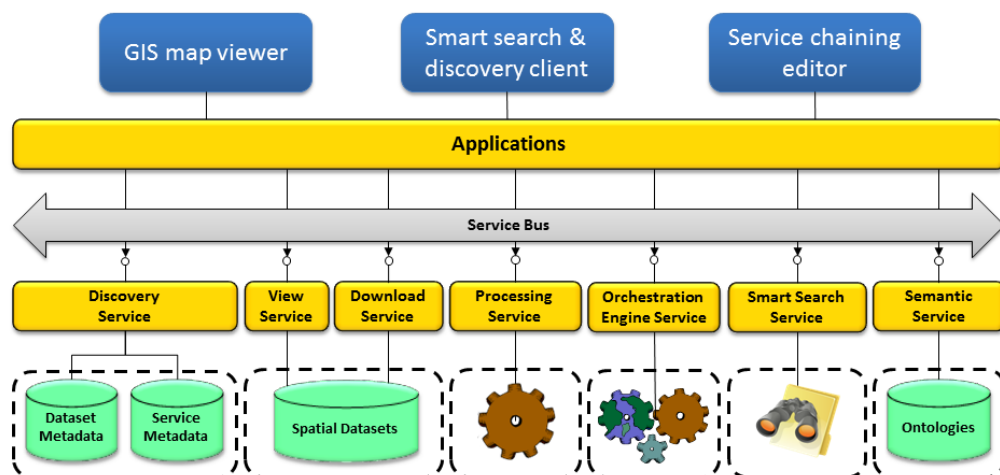 GIS map viewer
Smart search &
discovery client
Service chaining
editor
Applications
Service Bus
Discovery
Service
View
Service
Download
Service
Processing
Service
Orchestration
Engine Service
Smart Search
Service
Semantic
Service
Dataset
Metadata
Service
Metadata
Spatial Datasets
Ontologies